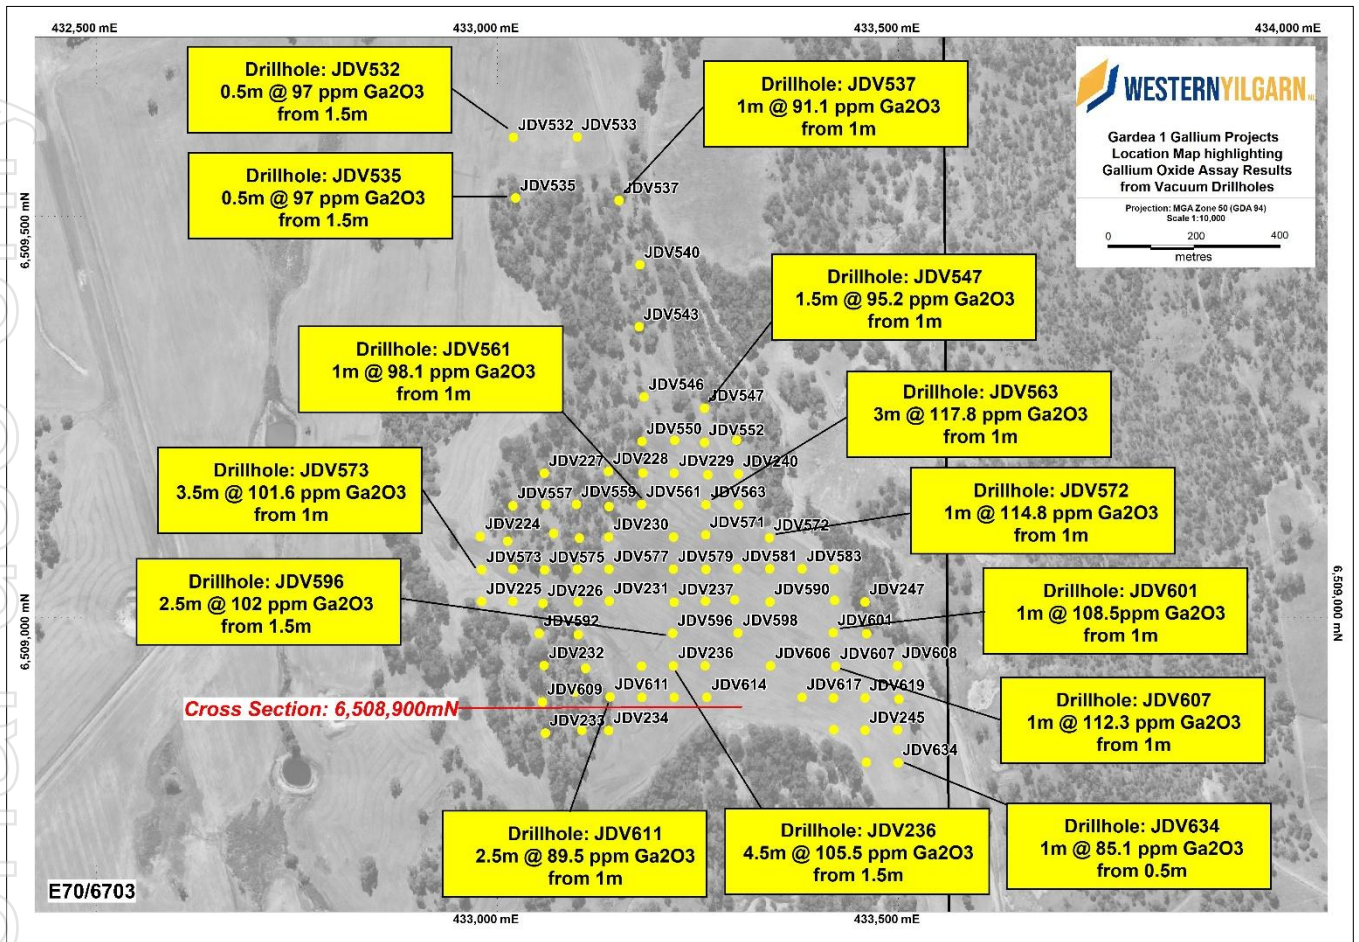 432,500 mE
433,000 mE
433,500 mE
434,000 mE
Drillhole: JDV532
0.5m @ 97 ppm Ga2O3
from 1.5m
Drillhole: JDV537
1m @ 91.1 ppm Ga2O3
from 1m
WESTERNYILGARN NL
Gardea 1 Gallium Projects
Location Map highlighting
Gallium Oxide Assay Results
from Vacuum Drillholes
Projection: MGA Zone 50 (GDA 94)
Scale 1:10,000
0 200 400
metres
JDV532 JDV533
Drillhole: JDV535
0.5m @ 97 ppm Ga2O3
from 1.5m
JDV535 JDV537
6,509,500 mN
JDV540
Drillhole: JDV547
1.5m @ 95.2 ppm Ga2O3
from 1m
JDV543
Drillhole: JDV561
1m @ 98.1 ppm Ga2O3
from 1m
JDV546 JDV547
Drillhole: JDV563
3m @ 117.8 ppm Ga2O3
from 1m
JDV550 JDV552
Drillhole: JDV573
3.5m @ 101.6 ppm Ga2O3
from 1m
JDV227 JDV228 JDV229 JDV240
JDV557 JDV559 JDV561 JDV563
Drillhole: JDV572
1m @ 114.8 ppm Ga2O3
from 1m
JDV224 JDV230 JDV571 JDV572
JDV573 JDV575 JDV577 JDV579 JDV581 JDV583
Drillhole: JDV596
2.5m @ 102 ppm Ga2O3
from 1.5m
JDV225 JDV226 JDV231 JDV237 JDV590 JDV247
Drillhole: JDV601
1m @ 108.5ppm Ga2O3
from 1m
6,509,000 mN
6,509,000 mN
JDV592 JDV596 JDV598 JDV601
JDV232 JDV236 JDV606 JDV607 JDV608
JDV609 JDV611 JDV614 JDV617 JDV619
Drillhole: JDV607
1m @ 112.3 ppm Ga2O3
from 1m
Cross Section: 6,508,900mN
JDV233 JDV234 JDV245
JDV634
Drillhole: JDV611
2.5m @ 89.5 ppm Ga2O3
from 1m
Drillhole: JDV236
4.5m @ 105.5 ppm Ga2O3
from 1.5m
Drillhole: JDV634
1m @ 85.1 ppm Ga2O3
from 0.5m
E70/6703
433,000 mE
433,500 mE